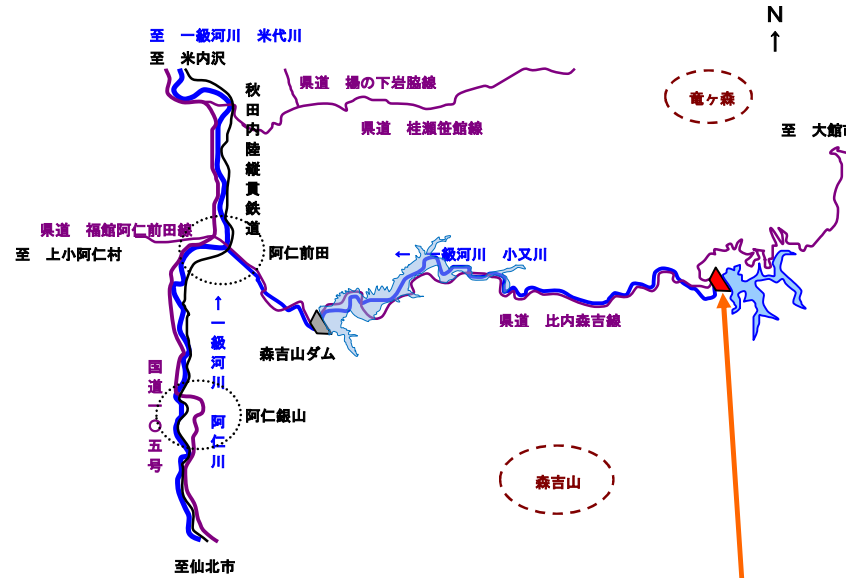 N
至　一級河川　米代川
至　米内沢
秋田内陸縦貫鉄道
県道　揚の下岩脇線
県道　桂瀬笹館線
竜ヶ森
至　大館市
県道　福館阿仁前田線
至　上小阿仁村
阿仁前田
←　一級河川　小又川
県道　比内森吉線
森吉山ダム
↑一級河川　阿仁川
国道一〇五号
阿仁銀山
森吉山
至仙北市